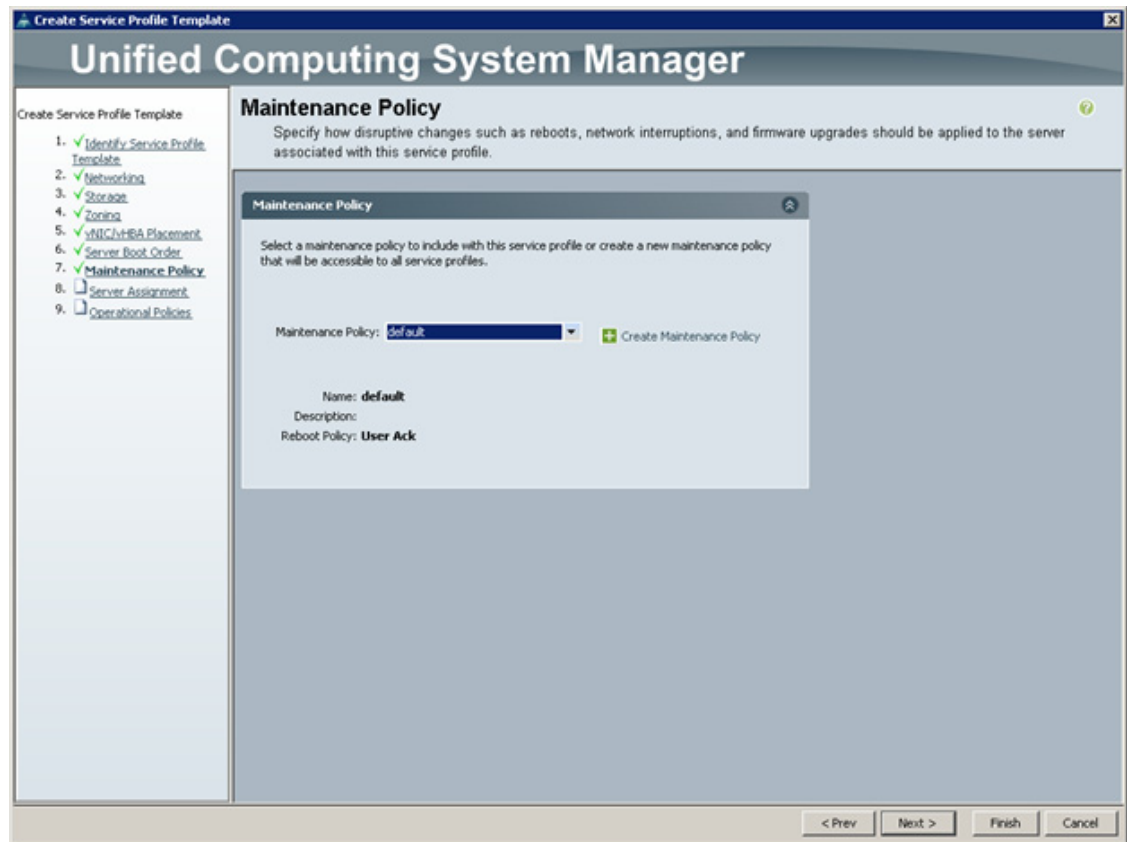 Create Service Profile Template
Unified Computing System Manager
Create Service Profile Template
1. Identify Service Profile
Template
2. Networking
3. Storage
4. Zoning
5. vNIC/vHBA Placement
6. Server Boot Order
7. Maintenance Policy
8. Server Assignment
9. Operational Policies
Maintenance Policy
Specify how disruptive changes such as reboots, network interruptions, and firmware upgrades should be applied to the server
associated with this service profile.
Maintenance Policy
Select a maintenance policy to include with this service profile or create a new maintenance policy
that will be accessible to all service profiles.
Maintenance Policy: default
Create Maintenance Policy
Name: default
Description:
Reboot Policy: User Ack
< Prev
Next >
Finish
Cancel